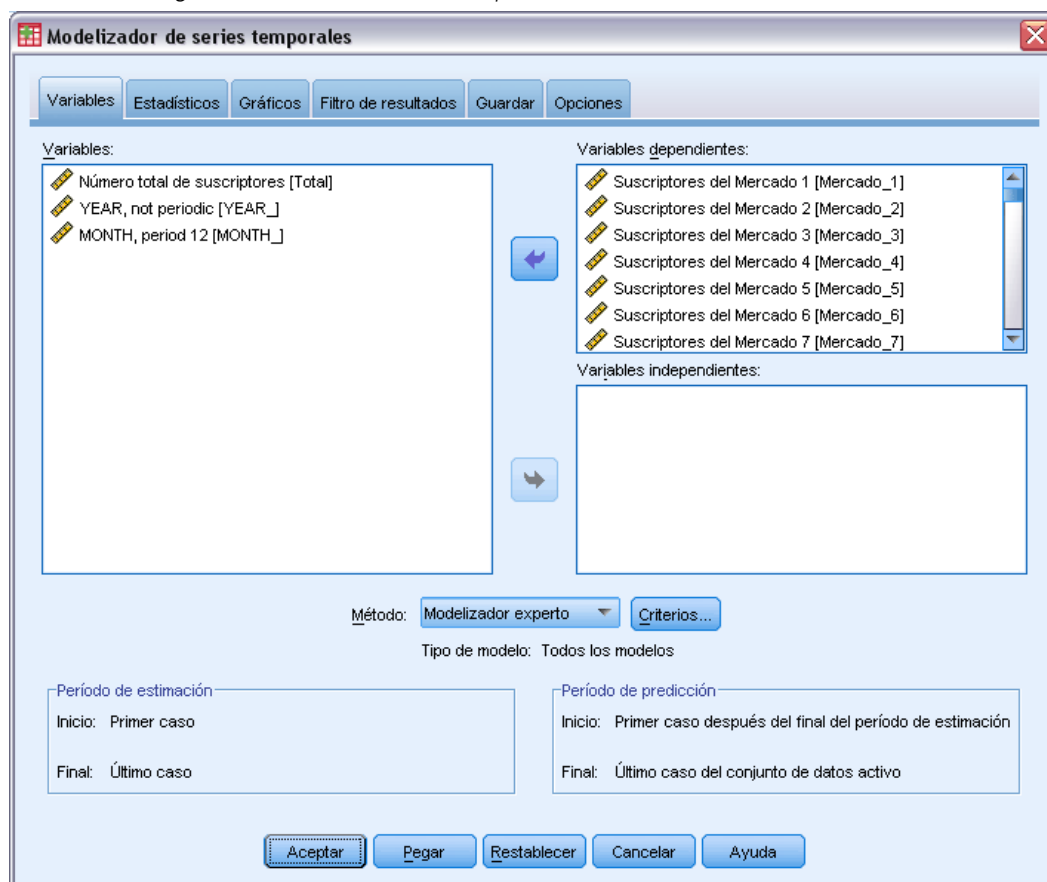 Modelizador de series temporales
Variables Estadísticos Gráficos Filtro de resultados Guardar Opciones
Variables:
Número total de suscriptores [Total]
YEAR, not periodic [YEAR_]
MONTH, period 12 [MONTH_]
Variables dependientes:
Suscriptores del Mercado 1 [Mercado_1]
Suscriptores del Mercado 2 [Mercado_2]
Suscriptores del Mercado 3 [Mercado_3]
Suscriptores del Mercado 4 [Mercado_4]
Suscriptores del Mercado 5 [Mercado_5]
Suscriptores del Mercado 6 [Mercado_6]
Suscriptores del Mercado 7 [Mercado_7]
Variables independientes:
Método: Modelizador experto Criterios...
Tipo de modelo: Todos los modelos
Período de estimación
Inicio: Primer caso
Final: Último caso
Período de predicción
Inicio: Primer caso después del final del período de estimación
Final: Último caso del conjunto de datos activo
Aceptar Pegar Restablecer Cancelar Ayuda